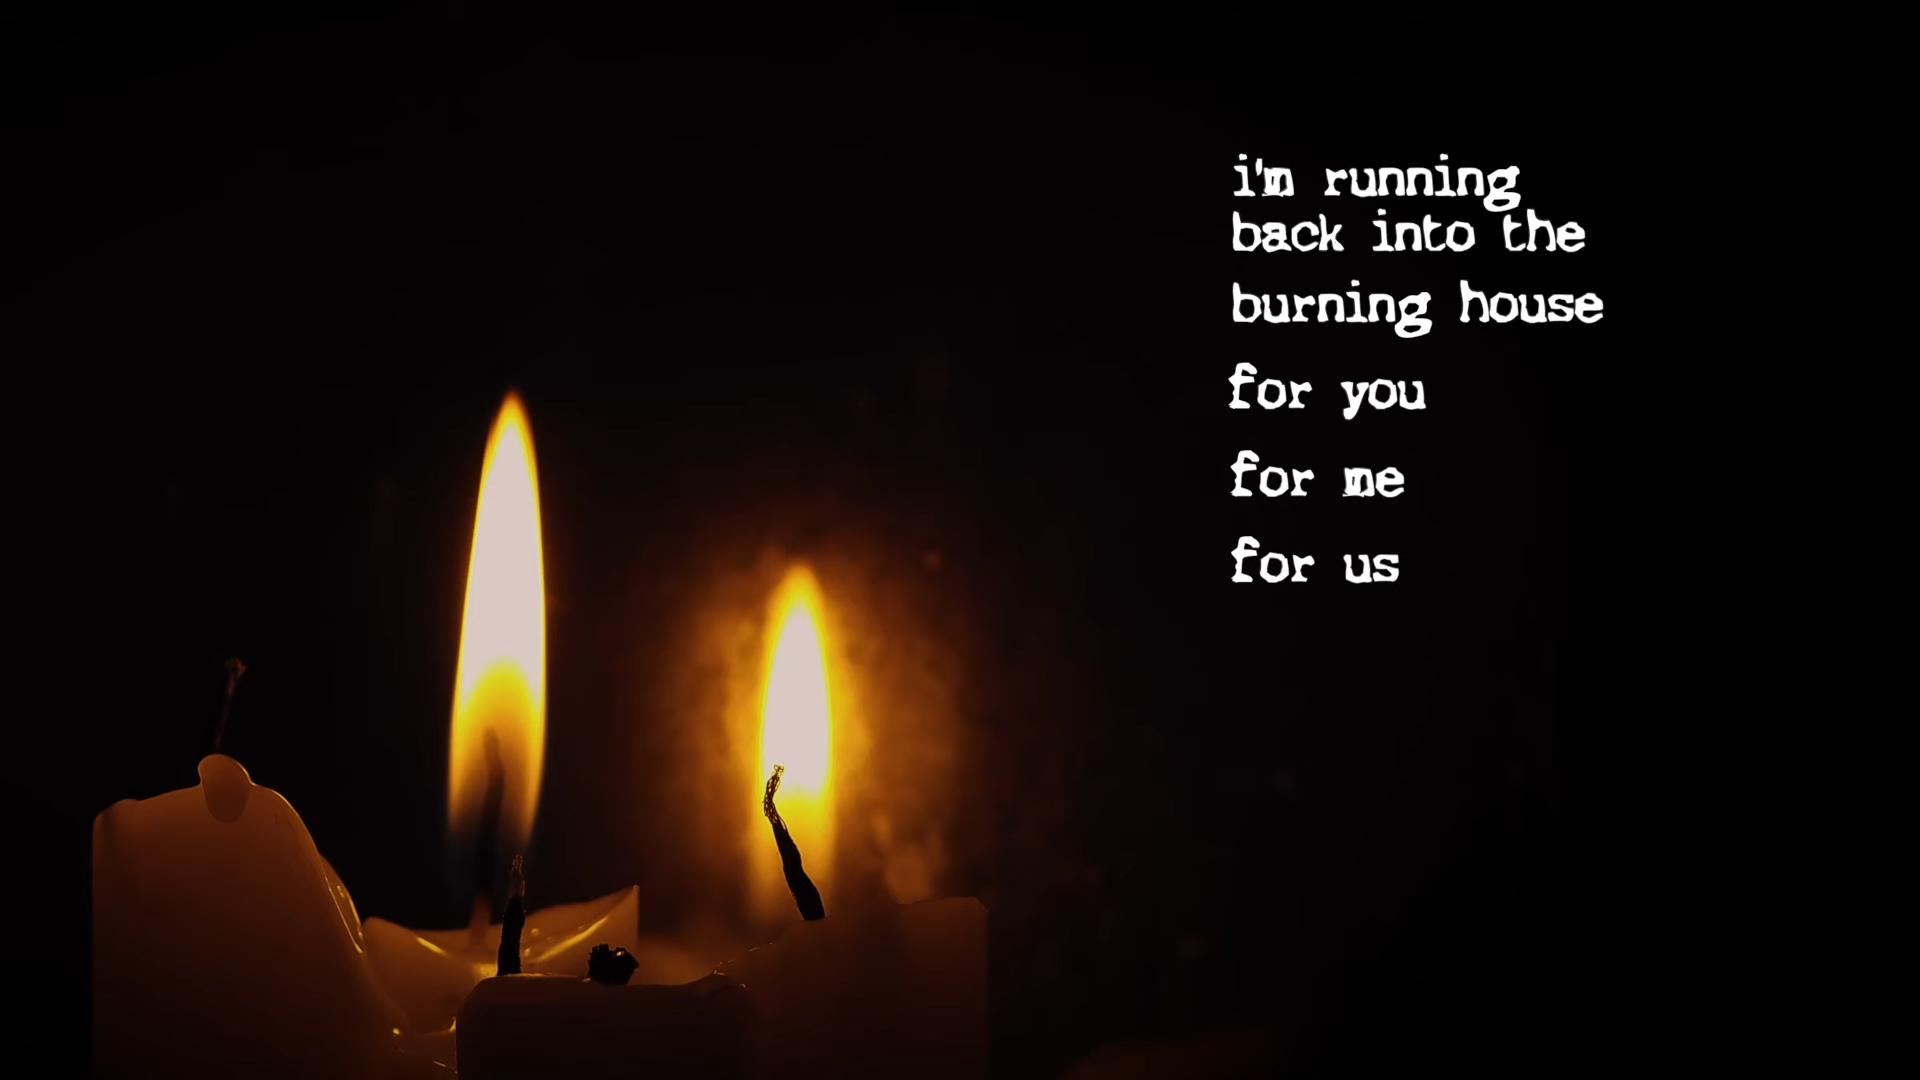 i'm running
back into the
burning house
for you
for me
for us